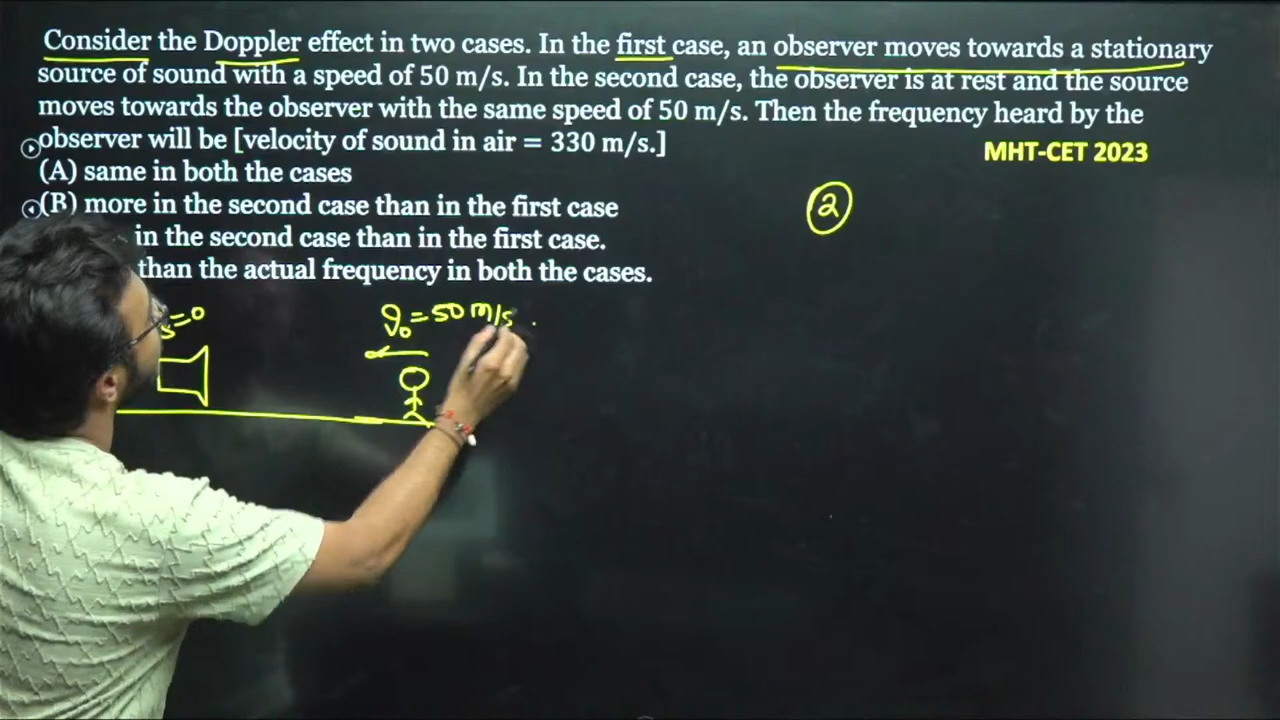 Consider the Doppler effect in two cases. In the first case, an observer moves towards a stationary
source of sound with a speed of 50 m/s. In the second case, the observer is at rest and the source
moves towards the observer with the same speed of 50 m/s. Then the frequency heard by the
observer will be [velocity of sound in air = 330 m/s.]
MHT-CET 2023
(A) same in both the cases
(B) more in the second case than in the first case
2
in the second case than in the first case.
than the actual frequency in both the cases.
s=0
ϑo=50 m/s